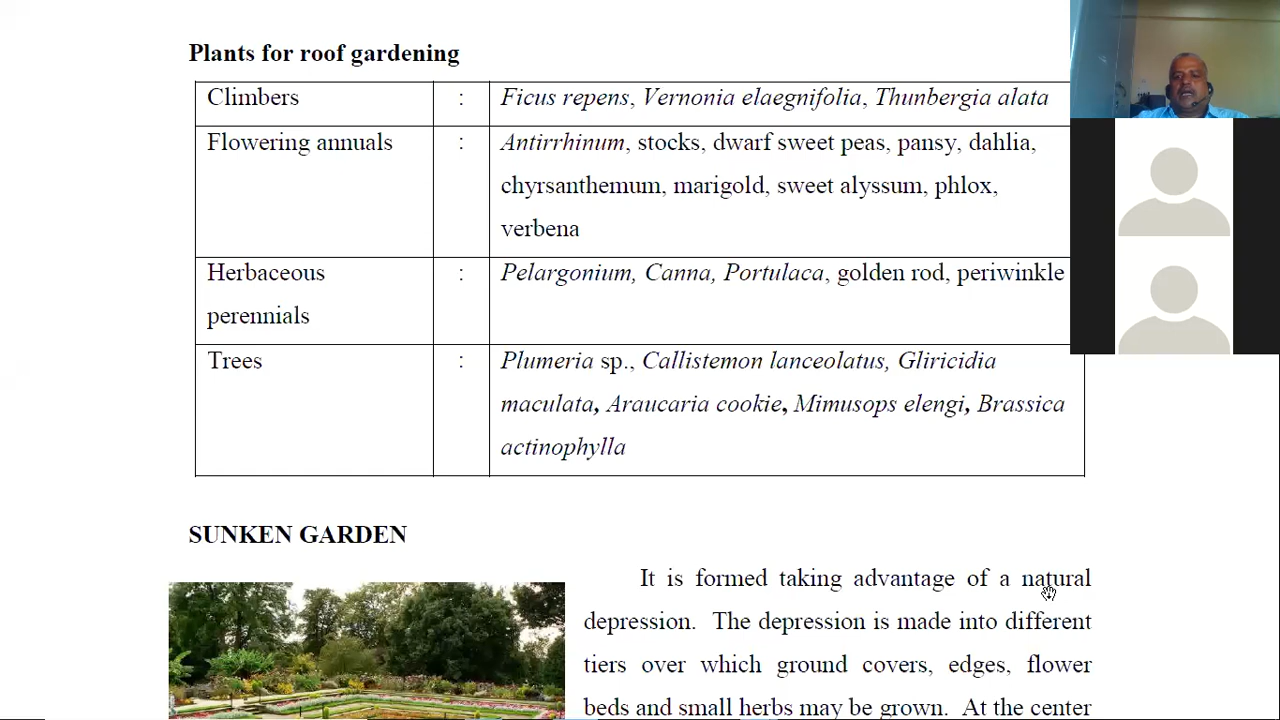 Plants for roof gardening
Climbers : Ficus repens, Vernonia elaegnifolia, Thunbergia alata
Flowering annuals : Antirrhinum, stocks, dwarf sweet peas, pansy, dahlia,
chyrsanthemum, marigold, sweet alyssum, phlox,
verbena
Herbaceous : Pelargonium, Canna, Portulaca, golden rod, periwinkle
perennials
Trees : Plumeria sp., Callistemon lanceolatus, Gliricidia
maculata, Araucaria cookie, Mimusops elengi, Brassica
actinophylla
SUNKEN GARDEN
It is formed taking advantage of a natural
depression. The depression is made into different
tiers over which ground covers, edges, flower
beds and small herbs may be grown. At the center